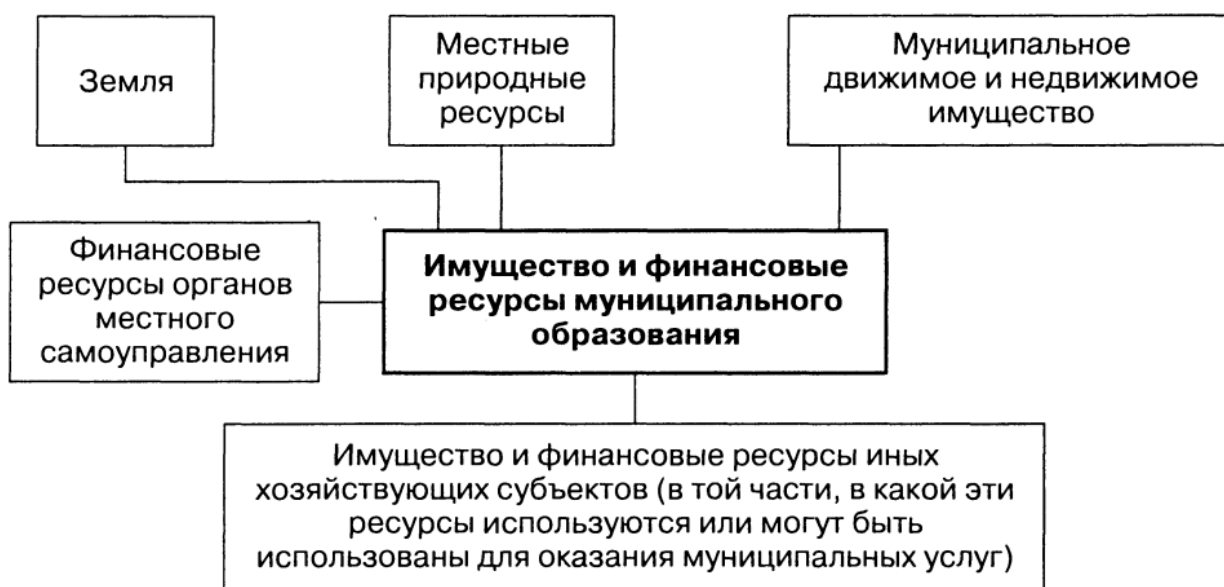 Земля
Местные
природные
ресурсы
Муниципальное
движимое и недвижимое
имущество
Финансовые
ресурсы органов
местного
самоуправления
Имущество и финансовые
ресурсы муниципального
образования
Имущество и финансовые ресурсы иных
хозяйствующих субъектов (в той части, в какой эти
ресурсы используются или могут быть
использованы для оказания муниципальных услуг)